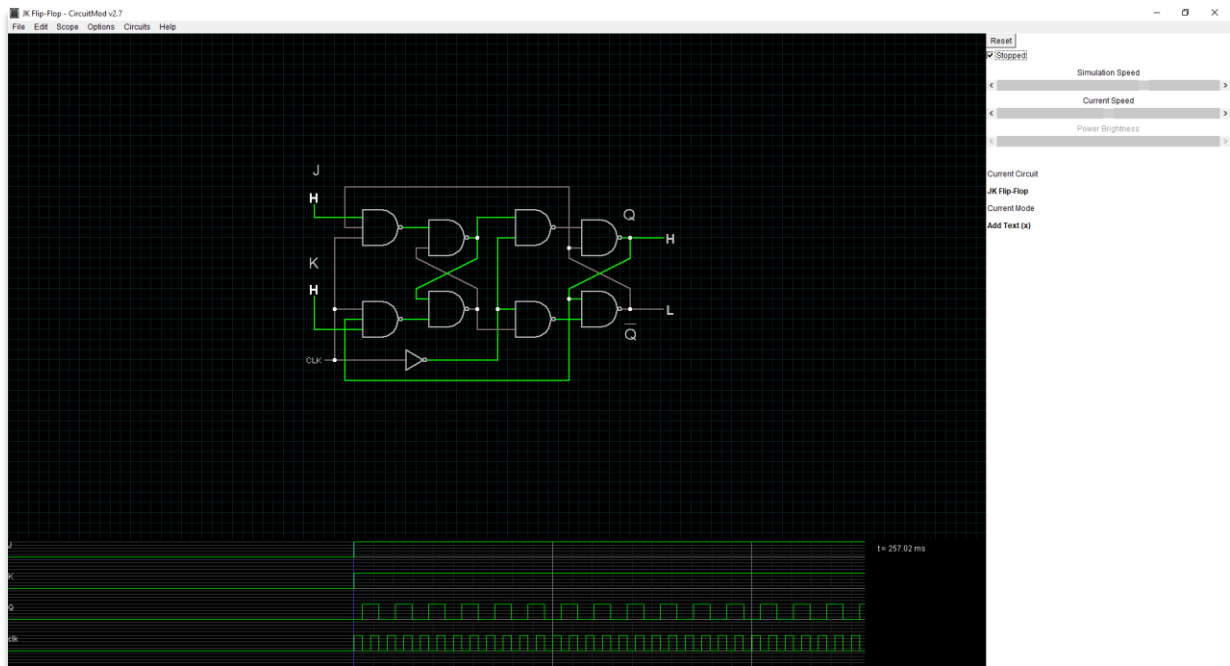 JK Flip-Flop - CircuitMod v2.7
File Edit Scope Options Circuits Help
Reset
Stopped
Simulation Speed
Current Speed
Power Brightness
Current Circuit
JK Flip-Flop
Current Mode
Add Text (x)
J
H
Q
H
K
H
L
Q
CLK
J
t = 257.02 ms
K
Q
clk